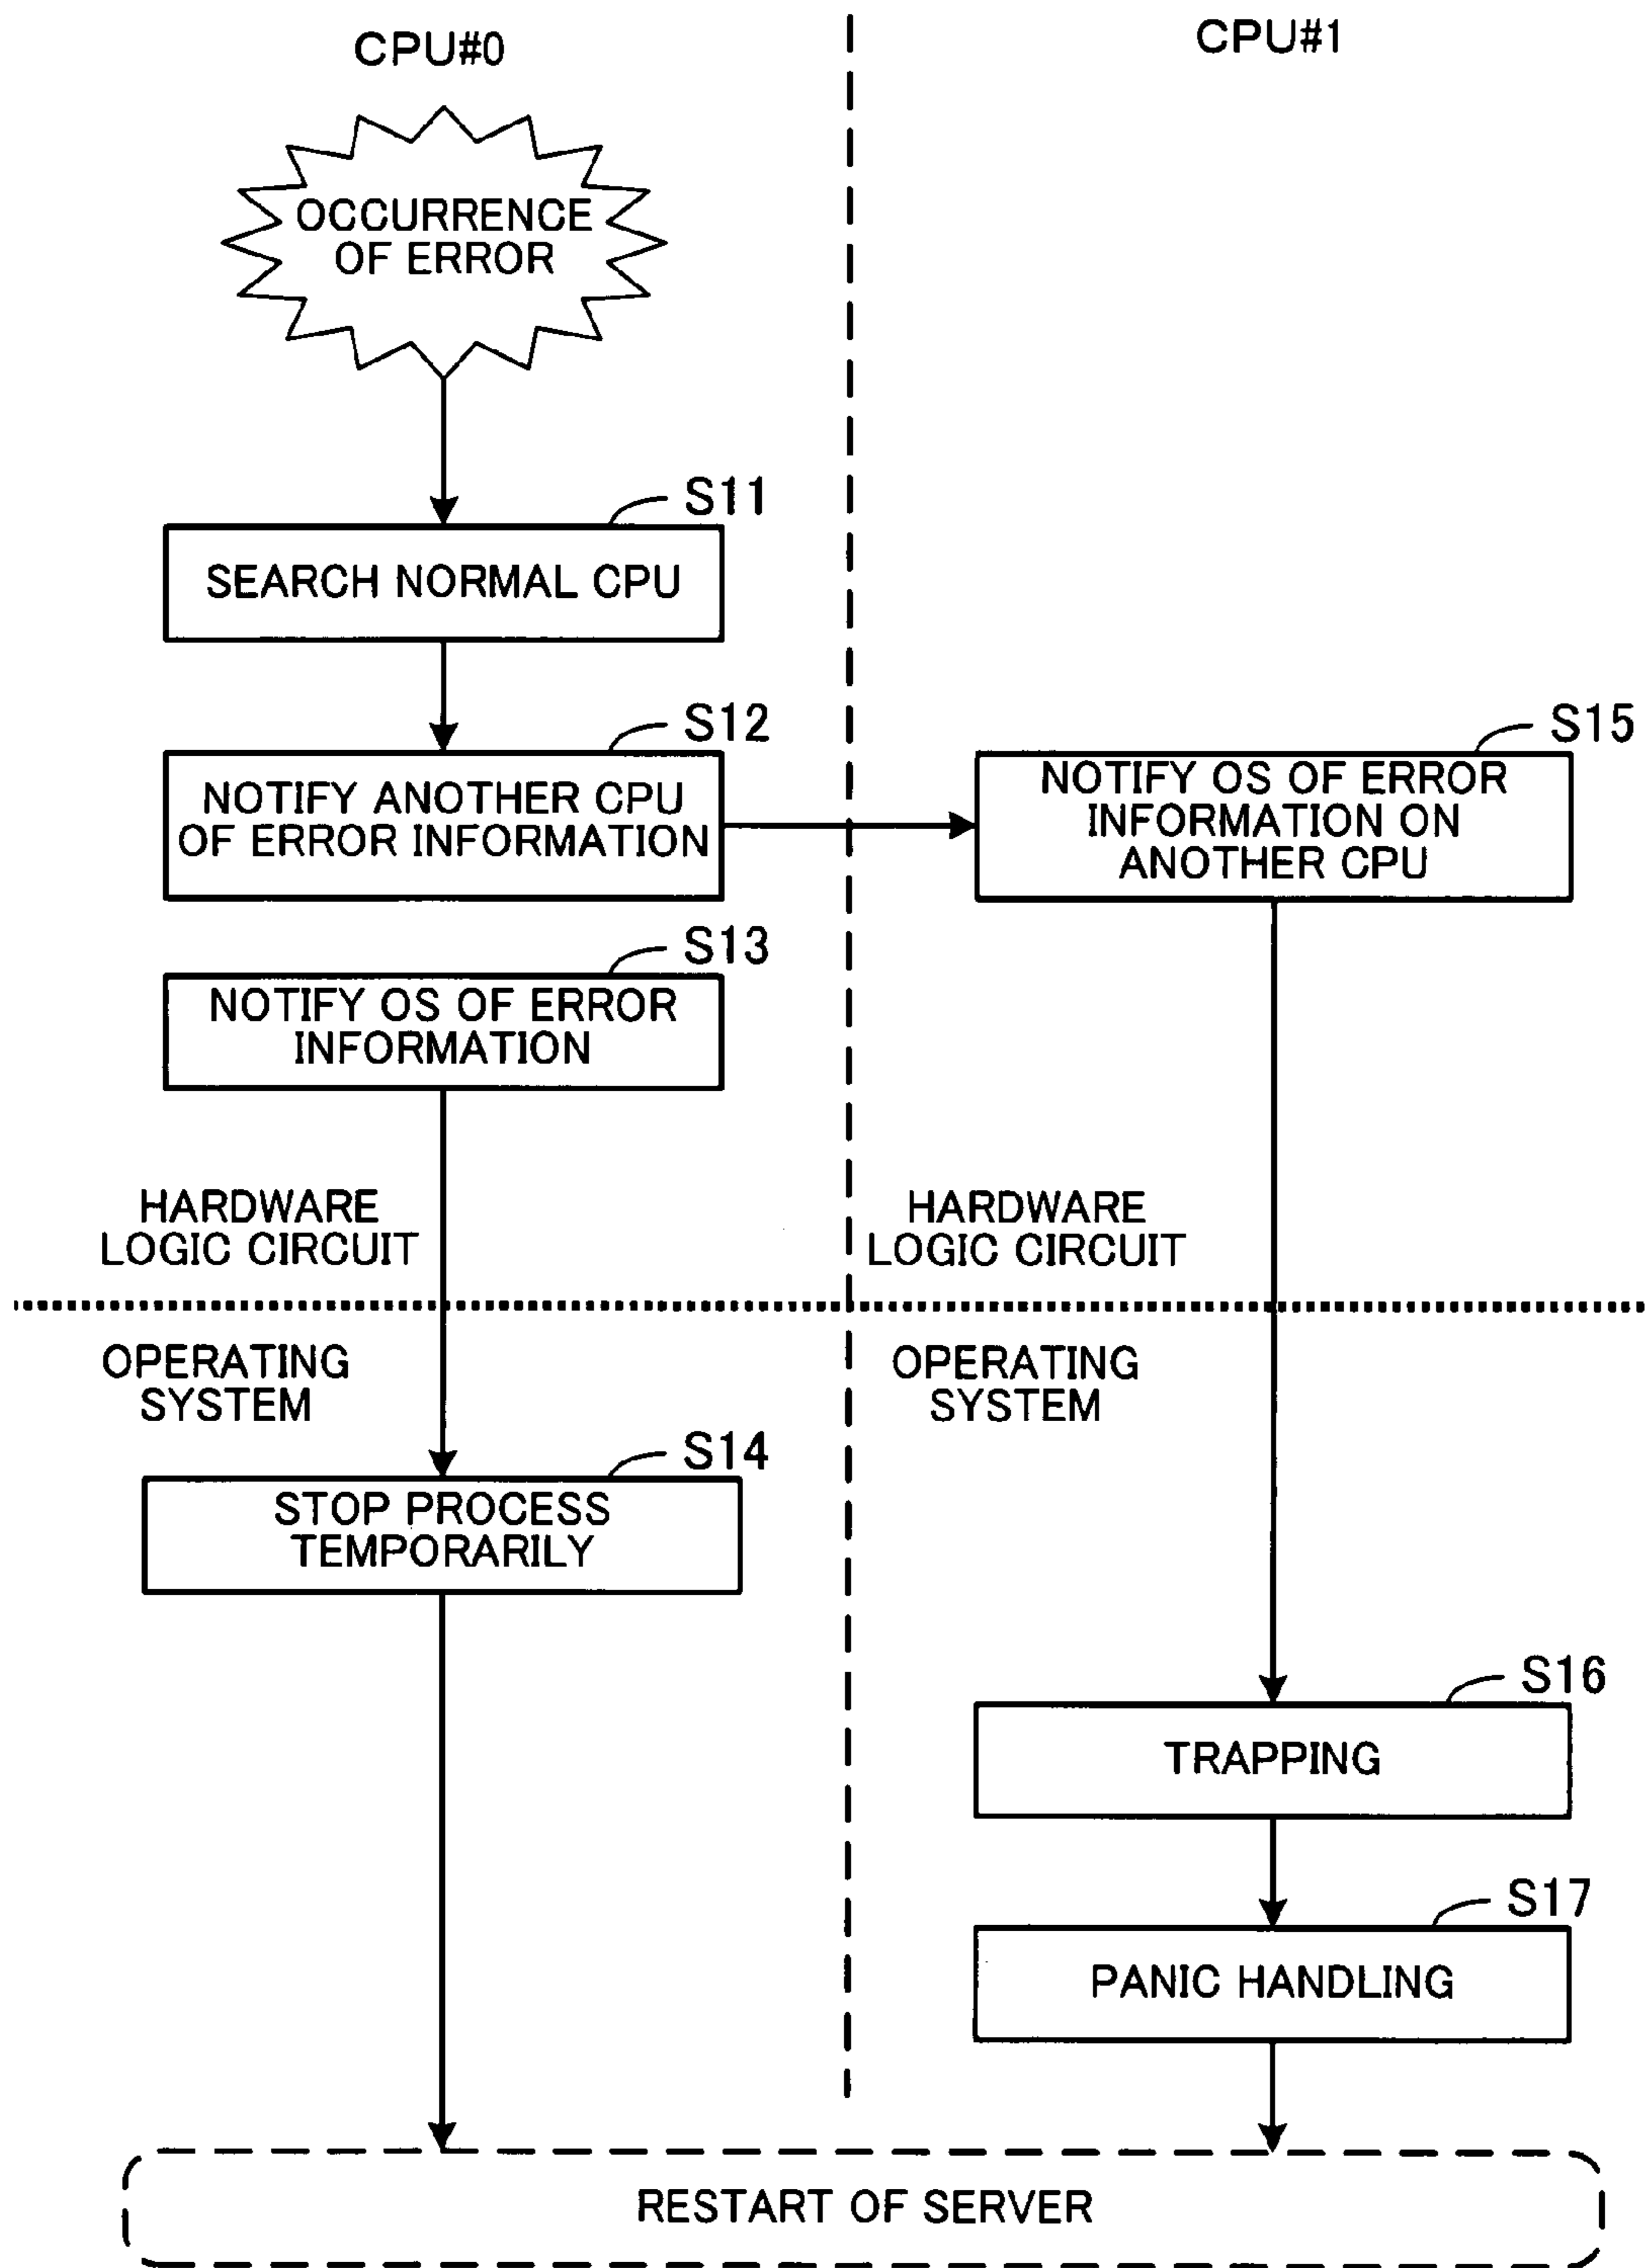 CPU#0
CPU#1
OCCURRENCE
OF ERROR
S11
SEARCH NORMAL CPU
S12
NOTIFY ANOTHER CPU
OF ERROR INFORMATION
S15
NOTIFY OS OF ERROR
INFORMATION ON
ANOTHER CPU
S13
NOTIFY OS OF ERROR
INFORMATION
HARDWARE
LOGIC CIRCUIT
HARDWARE
LOGIC CIRCUIT
OPERATING
SYSTEM
OPERATING
SYSTEM
S14
STOP PROCESS
TEMPORARILY
S16
TRAPPING
S17
PANIC HANDLING
RESTART OF SERVER